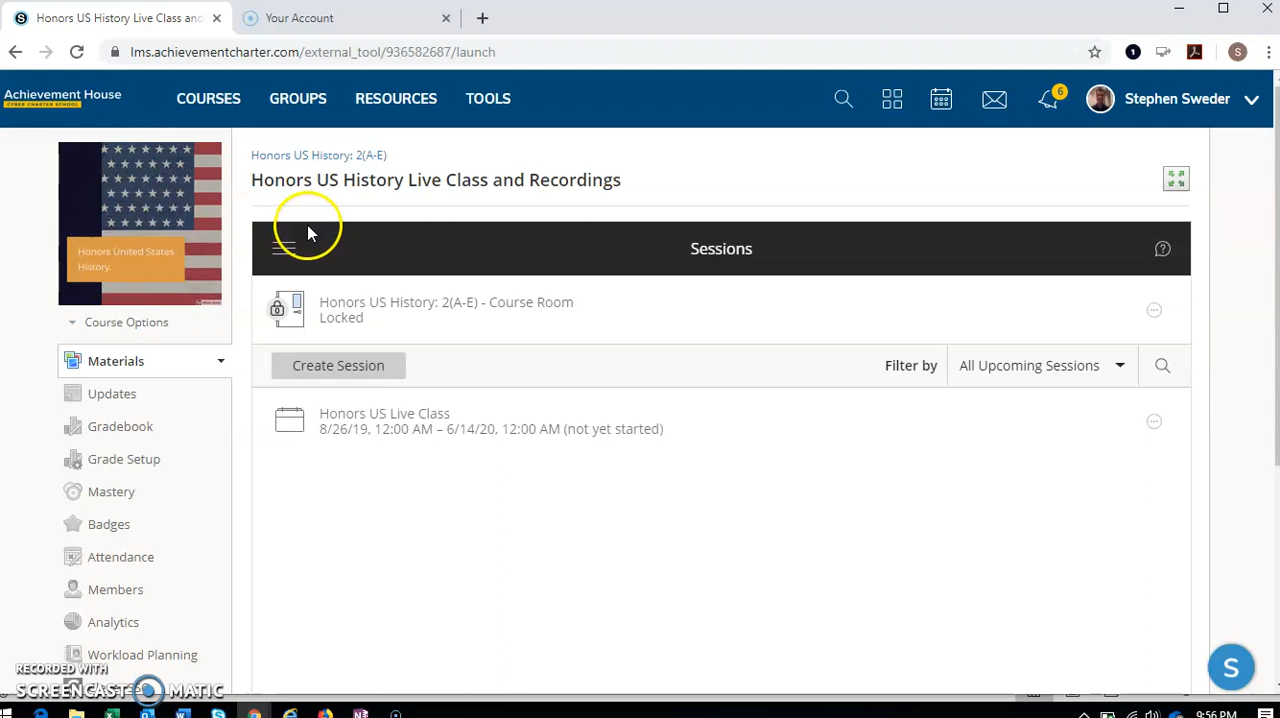 Honors US History Live Class and
Your Account
lms.achievementcharter.com/external_tool/936582687/launch
1
S
Achievement House
CYBER CHARTER SCHOOL
COURSES
GROUPS
RESOURCES
TOOLS
6
Stephen Sweder
Honors United States
History.
Honors US History: 2(A-E)
Honors US History Live Class and Recordings
Sessions
Honors US History: 2(A-E) - Course Room
Locked
Course Options
Create Session
Filter by
All Upcoming Sessions
Materials
Updates
Honors US Live Class
8/26/19, 12:00 AM – 6/14/20, 12:00 AM (not yet started)
Gradebook
Grade Setup
Mastery
Badges
Attendance
Members
Analytics
Workload Planning
S
RECORDED WITH
SCREENCAST MATIC
9:56 PM